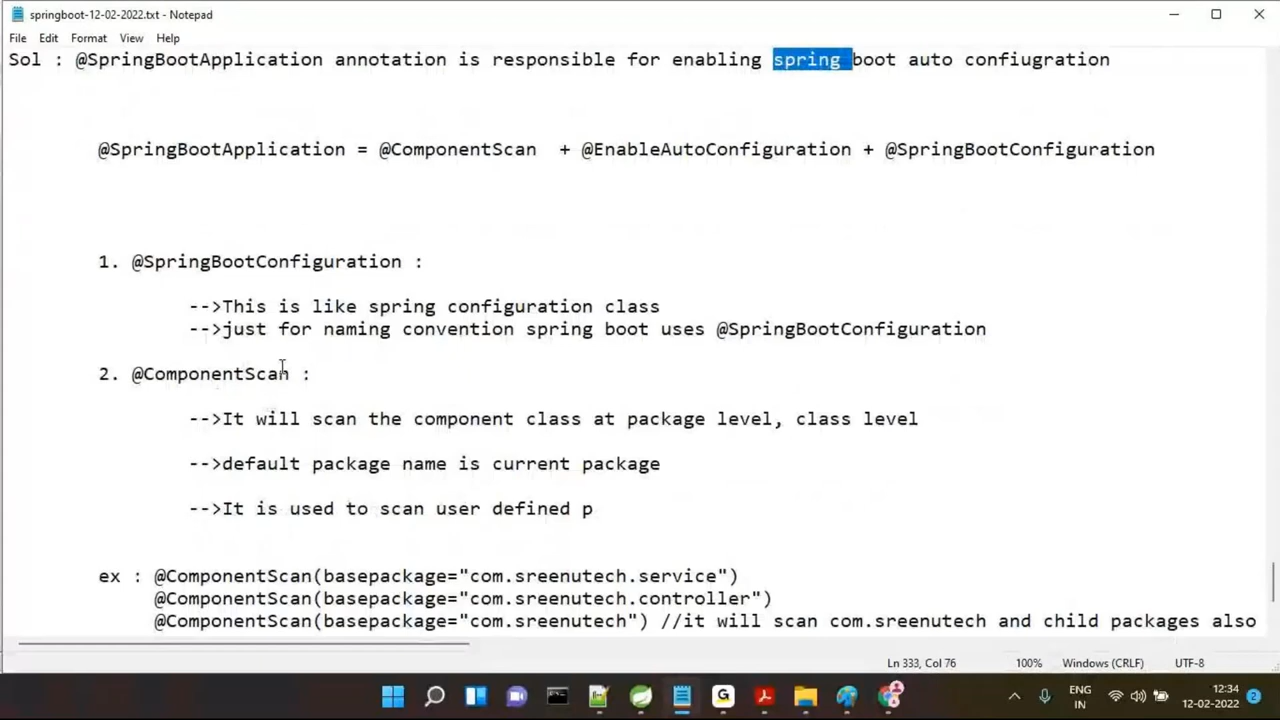 springboot-12-02-2022.txt - Notepad
File Edit Format View Help
Sol : @SpringBootApplication annotation is responsible for enabling spring boot auto confiugration
@SpringBootApplication = @ComponentScan + @EnableAutoConfiguration + @SpringBootConfiguration
1. @SpringBootConfiguration :
-->This is like spring configuration class
-->just for naming convention spring boot uses @SpringBootConfiguration
2. @ComponentScan :
-->It will scan the component class at package level, class level
-->default package name is current package
-->It is used to scan user defined p
ex : @ComponentScan(basepackage="com.sreenutech.service")
@ComponentScan(basepackage="com.sreenutech.controller")
@ComponentScan(basepackage="com.sreenutech") //it will scan com.sreenutech and child packages also
Ln 333, Col 76 100% Windows (CRLF) UTF-8
ENG 12:34
IN 12-02-2022 2